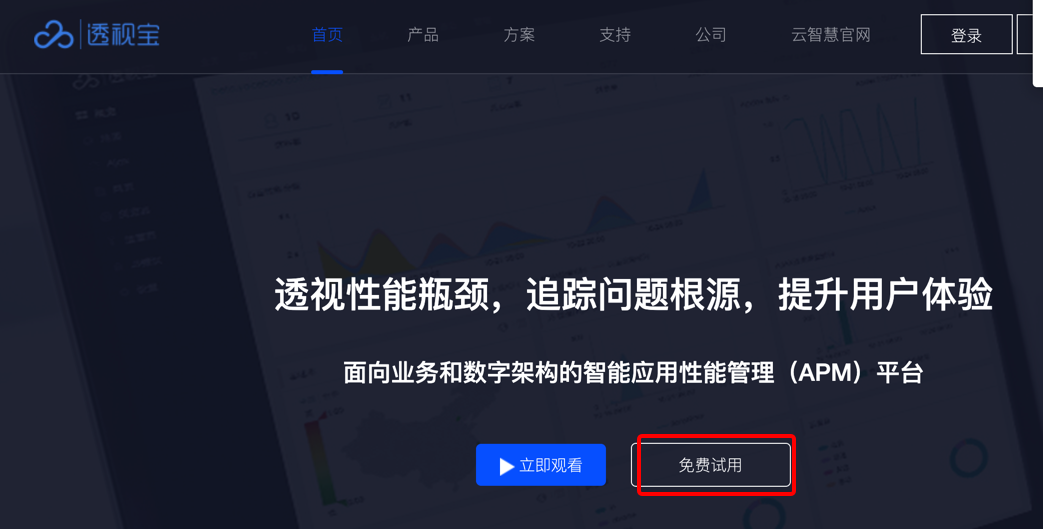 透视宝
首页 产品 方案 支持 公司 云智慧官网 登录
透视性能瓶颈，追踪问题根源，提升用户体验
面向业务和数字架构的智能应用性能管理（APM）平台
立即观看 免费试用